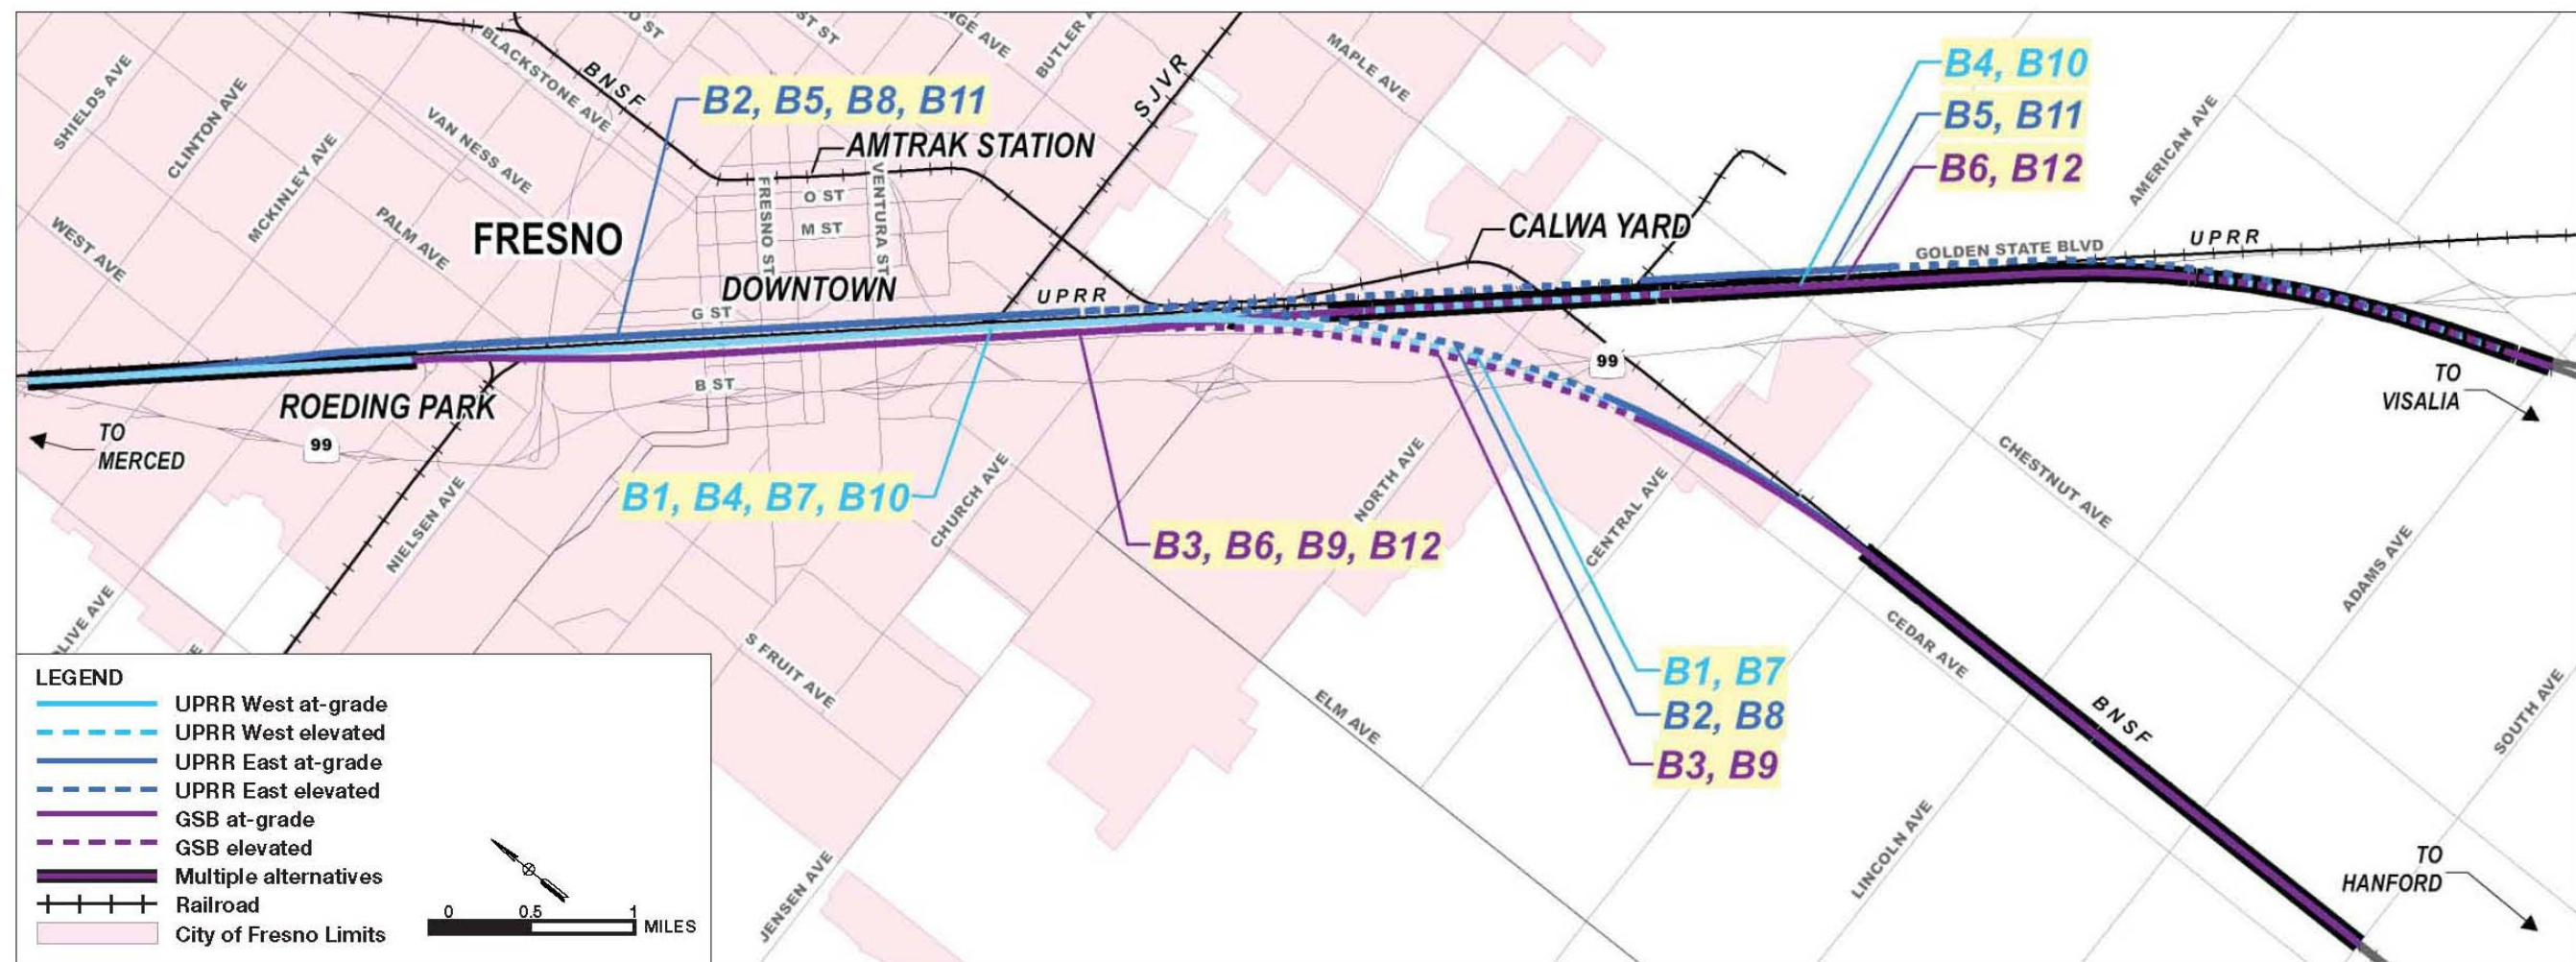 O ST
ST ST
BUTLER
SHIELDS AVE
CLINTON AVE
MCKINLEY AVE
WEST AVE
PALM AVE
VAN NESS AVE
BLACKSTONE AVE
BNSF
B2, B5, B8, B11
AMTRAK STATION
SJVR
MAPLE AVE
B4, B10
B5, B11
B6, B12
AMERICAN AVE
FRESNO
FRESNO ST
O ST
M ST
VENTURA ST
DOWNTOWN
G ST
UPRR
CALWA YARD
GOLDEN STATE BLVD
UPRR
B ST
ROEDING PARK
99
99
TO
MERCED
TO
VISALIA
NIELSEN AVE
B1, B4, B7, B10
CHURCH AVE
B3, B6, B9, B12
NORTH AVE
CENTRAL AVE
CHESTNUT AVE
ADAMS AVE
CEDAR AVE
S FRUIT AVE
ELM AVE
B1, B7
B2, B8
B3, B9
BNSF
SOUTH AVE
LINCOLN AVE
JENSEN AVE
TO
HANFORD
LEGEND
UPRR West at-grade
UPRR West elevated
UPRR East at-grade
UPRR East elevated
GSB at-grade
GSB elevated
Multiple alternatives
Railroad
City of Fresno Limits
0 0.5 1
MILES